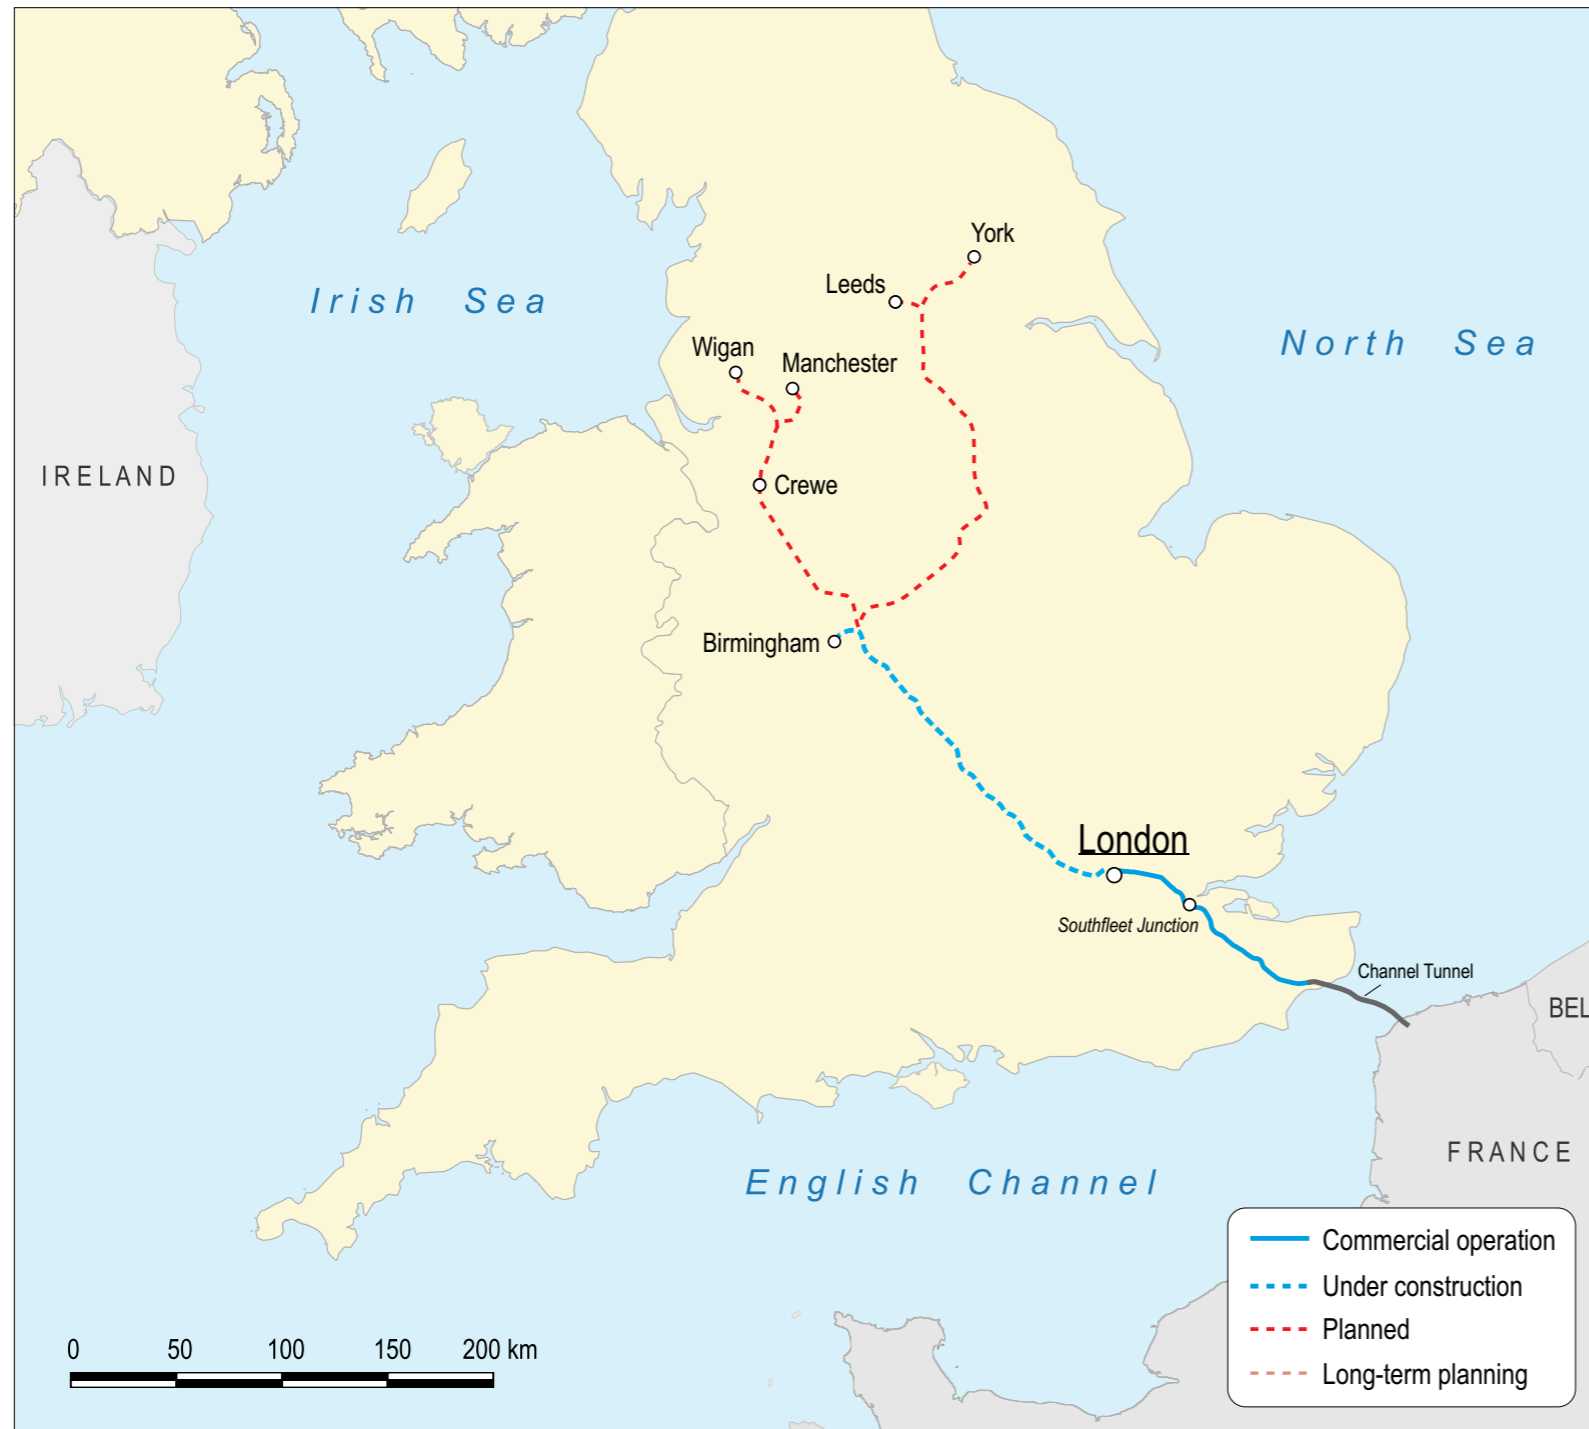 York
Leeds
Irish Sea
North Sea
Wigan
Manchester
IRELAND
Crewe
Birmingham
London
Southfleet Junction
Channel Tunnel
BEL
FRANCE
English Channel
Commercial operation
Under construction
Planned
Long-term planning
0 50 100 150 200 km